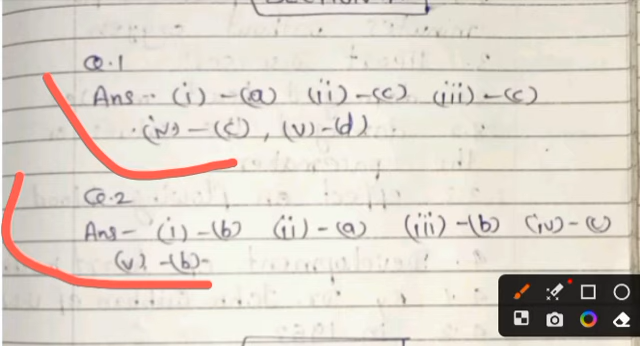 Q.1
Ans - (i) - (a) (ii) - (c) (iii) - (c)
(iv) - (c), (v) - (d)
Q.2
Ans - (i) - (b) (ii) - (a) (iii) - (b) (iv) - (c)
(v) - (b) -